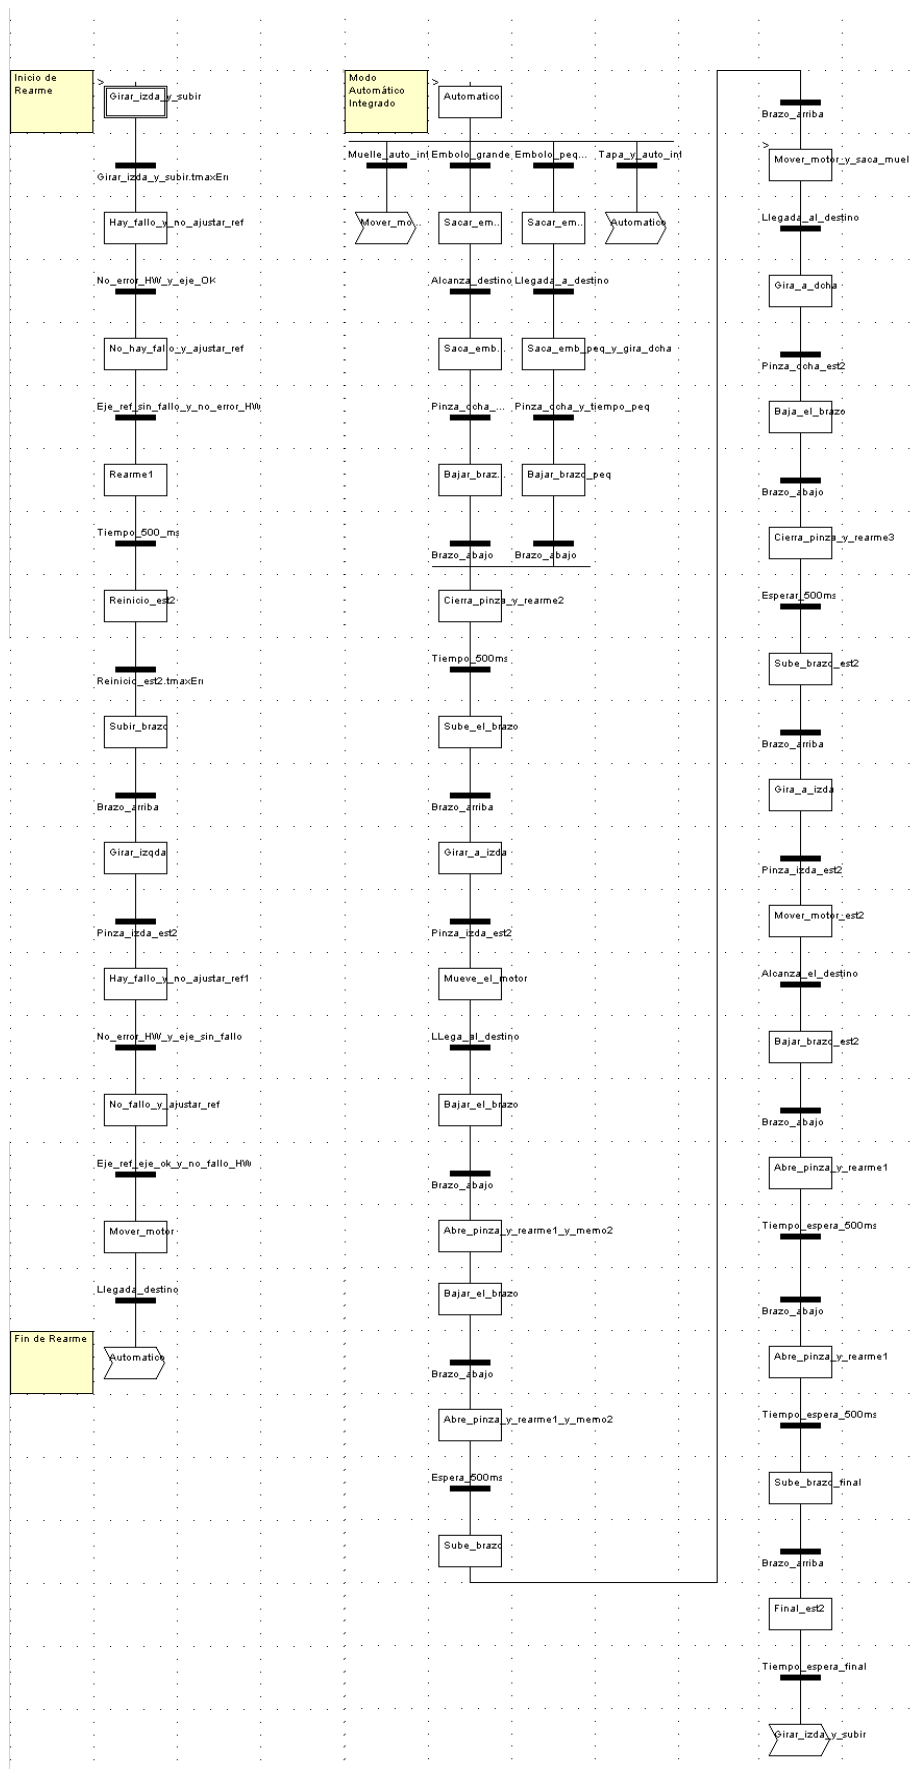 Inicio de
Rearme
Girar_izda_y_subir
Girar_izda_y_subir.tmaxErr
Hay_fallo_y_no_ajustar_ref
No_error_HW_y_eje_OK
No_hay_fallo_y_ajustar_ref
Eje_ref_sin_fallo_y_no_error_HW
Rearme1
Tiempo_500_ms
Reinicio_est2
Reinicio_est2.tmaxErr
Subir_brazo
Brazo_arriba
Girar_izqda
Pinza_izda_est2
Hay_fallo_y_no_ajustar_ref1
No_error_HW_y_eje_sin_fallo
No_fallo_y_ajustar_ref
Eje_ref_eje_ok_y_no_fallo_HW
Mover_motor
Llegada_destino
Fin de Rearme
Automatico
Modo
Automático
Integrado
Automatico
Muelle_auto_int
Embolo_grande
Embolo_peq...
Tapa_y_auto_int
Mover_mo...
Sacar_em...
Sacar_em...
Automatico
Alcanza_destino
Llegada_a_destino
Saca_emb...
Saca_emb_peq_y_gira_dcha
Pinza_dcha_...
Pinza_dcha_y_tiempo_peq
Bajar_braz...
Bajar_brazo_peq
Brazo_abajo
Brazo_abajo
Cierra_pinza_y_rearme2
Tiempo_500ms
Sube_el_brazo
Brazo_arriba
Girar_a_izda
Pinza_izda_est2
Mueve_el_motor
LLega_al_destino
Bajar_el_brazo
Brazo_abajo
Abre_pinza_y_rearme1_y_memo2
Bajar_el_brazo
Brazo_abajo
Abre_pinza_y_rearme1_y_memo2
Espera_500ms
Sube_brazo
Brazo_arriba
Mover_motor_y_saca_muel
Llegada_al_destino
Gira_a_dcha
Pinza_dcha_est2
Baja_el_brazo
Brazo_abajo
Cierra_pinza_y_rearme3
Esperar_500ms
Sube_brazo_est2
Brazo_arriba
Gira_a_izda
Pinza_izda_est2
Mover_motor_est2
Alcanza_el_destino
Bajar_brazo_est2
Brazo_abajo
Abre_pinza_y_rearme1
Tiempo_espera_500ms
Brazo_abajo
Abre_pinza_y_rearme1
Tiempo_espera_500ms
Sube_brazo_final
Brazo_arriba
Final_est2
Tiempo_espera_final
Girar_izda_y_subir